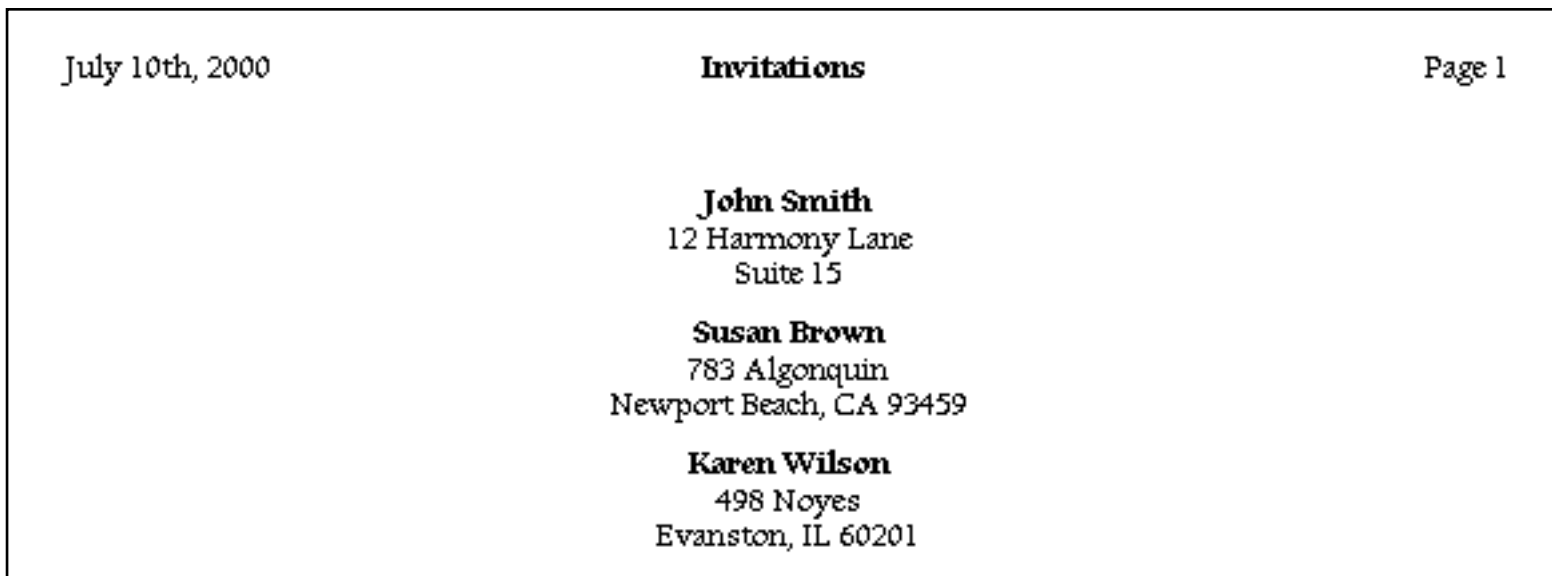 July 10th, 2000 Invitations Page 1
John Smith
12 Harmony Lane
Suite 15
Susan Brown
783 Algonquin
Newport Beach, CA 93459
Karen Wilson
498 Noyes
Evanston, IL 60201